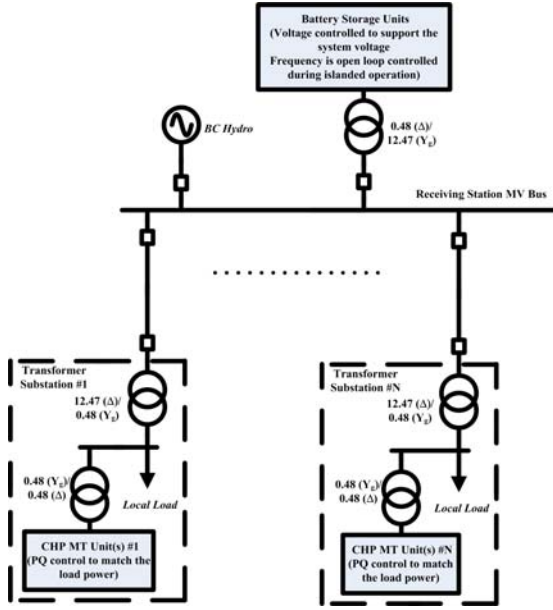 Battery Storage Units
(Voltage controlled to support the
system voltage
Frequency is open loop controlled
during islanded operation)
BC Hydro
0.48 (Δ)/
12.47 (Yg)
Receiving Station MV Bus
Transformer
Substation #1
12.47 (Δ)/
0.48 (Yg)
0.48 (Yg)/
0.48 (Δ)
Local Load
CHP MT Unit(s) #1
(PQ control to match the
load power)
Transformer
Substation #N
12.47 (Δ)/
0.48 (Yg)
0.48 (Yg)/
0.48 (Δ)
Local Load
CHP MT Unit(s) #N
(PQ control to match
the load power)